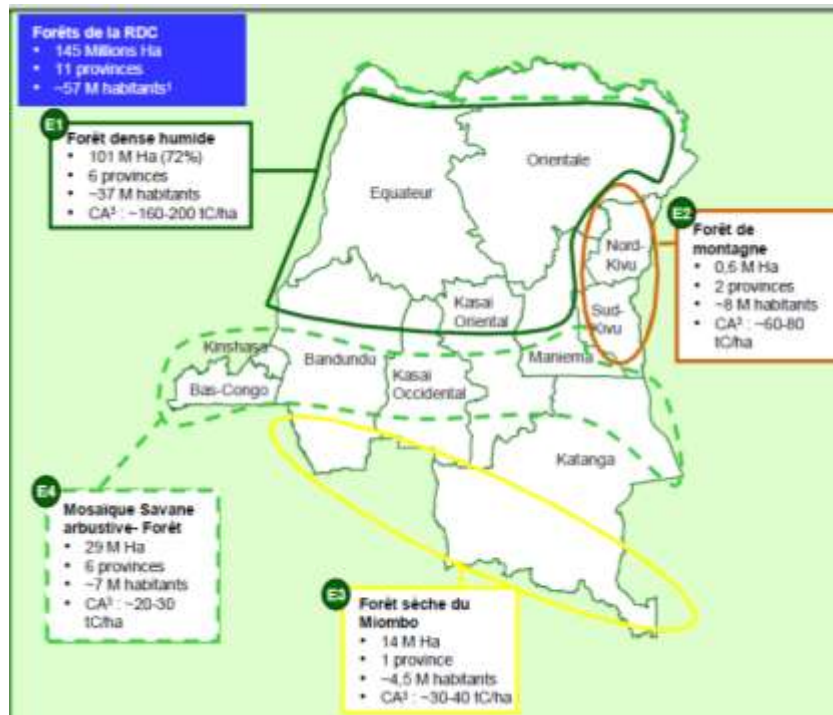 Forêts de la RDC
• 145 Millions Ha
• 11 provinces
• ~57 M habitants¹
E1
Forêt dense humide
• 101 M Ha (72%)
• 6 provinces
• ~37 M habitants
• CA³ : ~160-200 tC/ha
Orientale
Equateur
E2
Forêt de
montagne
• 0,6 M Ha
• 2 provinces
• ~8 M habitants
• CA³ : ~60-80
tC/ha
Nord-
Kivu
Kasai
Oriental
Sud-
Kivu
Kinshasa
Bandundu
Maniema
Bas-Congo
Kasai
Occidental
Katanga
E4
Mosaïque Savane
arbustive- Forêt
• 29 M Ha
• 6 provinces
• ~7 M habitants
• CA³ : ~20-30
tC/ha
E3
Forêt sèche du
Miombo
• 14 M Ha
• 1 province
• ~4,5 M habitants
• CA³ : ~30-40 tC/ha